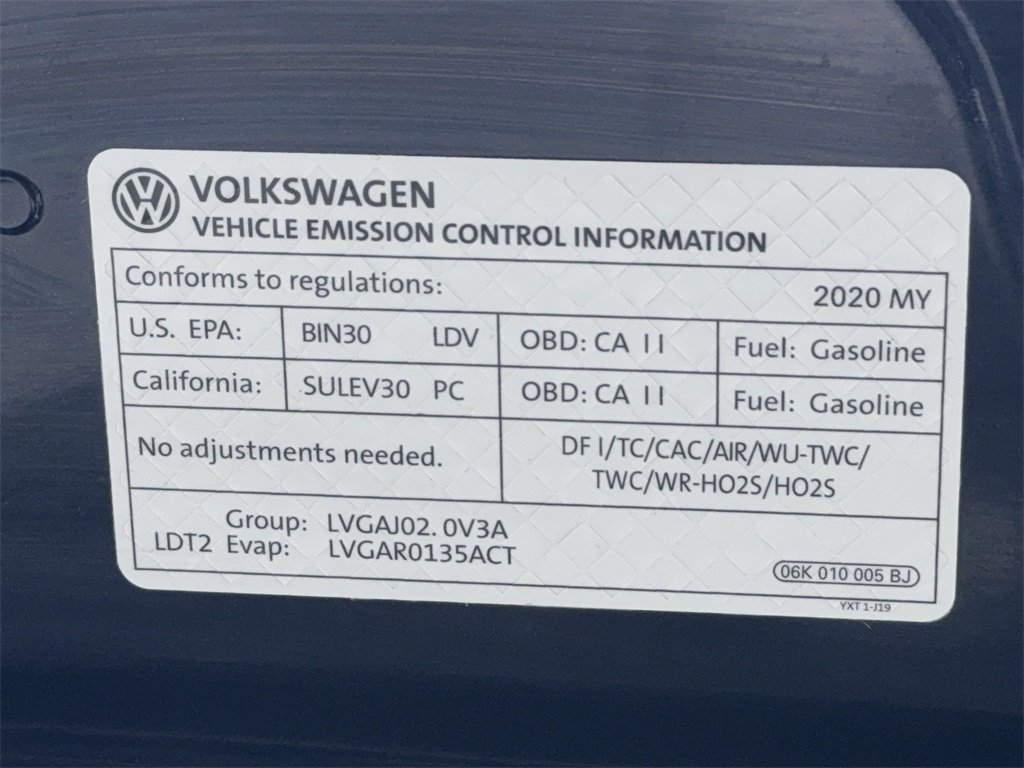 VOLKSWAGEN
VEHICLE EMISSION CONTROL INFORMATION
Conforms to regulations: 2020 MY
U.S. EPA: BIN30 LDV OBD: CA II Fuel: Gasoline
California: SULEV30 PC OBD: CA II Fuel: Gasoline
No adjustments needed. DFI/TC/CAC/AIR/WU-TWC/
TWC/WR-HO2S/HO2S
Group: LVGAJ02.0V3A
LDT2 Evap: LVGAR0135ACT
06K 010 005 BJ
YXT 1-J19